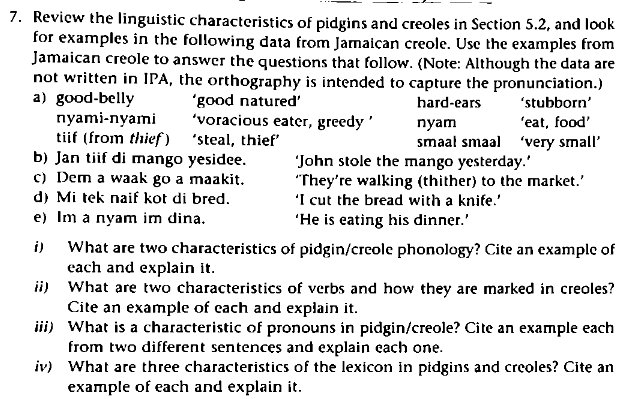 7. Review the linguistic characteristics of pidgins and creoles in Section 5.2, and look
for examples in the following data from Jamaican creole. Use the examples from
Jamaican creole to answer the questions that follow. (Note: Although the data are
not written in IPA, the orthography is intended to capture the pronunciation.)
a) good-belly 'good natured' hard-ears 'stubborn'
nyami-nyami 'voracious eater, greedy ' nyam 'eat, food'
tiif (from thief) 'steal, thief' smaal smaal 'very small'
b) Jan tiif di mango yesidee. 'John stole the mango yesterday.'
c) Dem a waak go a maakit. 'They're walking (thither) to the market.'
d) Mi tek naif kot di bred. 'I cut the bread with a knife.'
e) Im a nyam im dina. 'He is eating his dinner.'
i) What are two characteristics of pidgin/creole phonology? Cite an example of
each and explain it.
ii) What are two characteristics of verbs and how they are marked in creoles?
Cite an example of each and explain it.
iii) What is a characteristic of pronouns in pidgin/creole? Cite an example each
from two different sentences and explain each one.
iv) What are three characteristics of the lexicon in pidgins and creoles? Cite an
example of each and explain it.